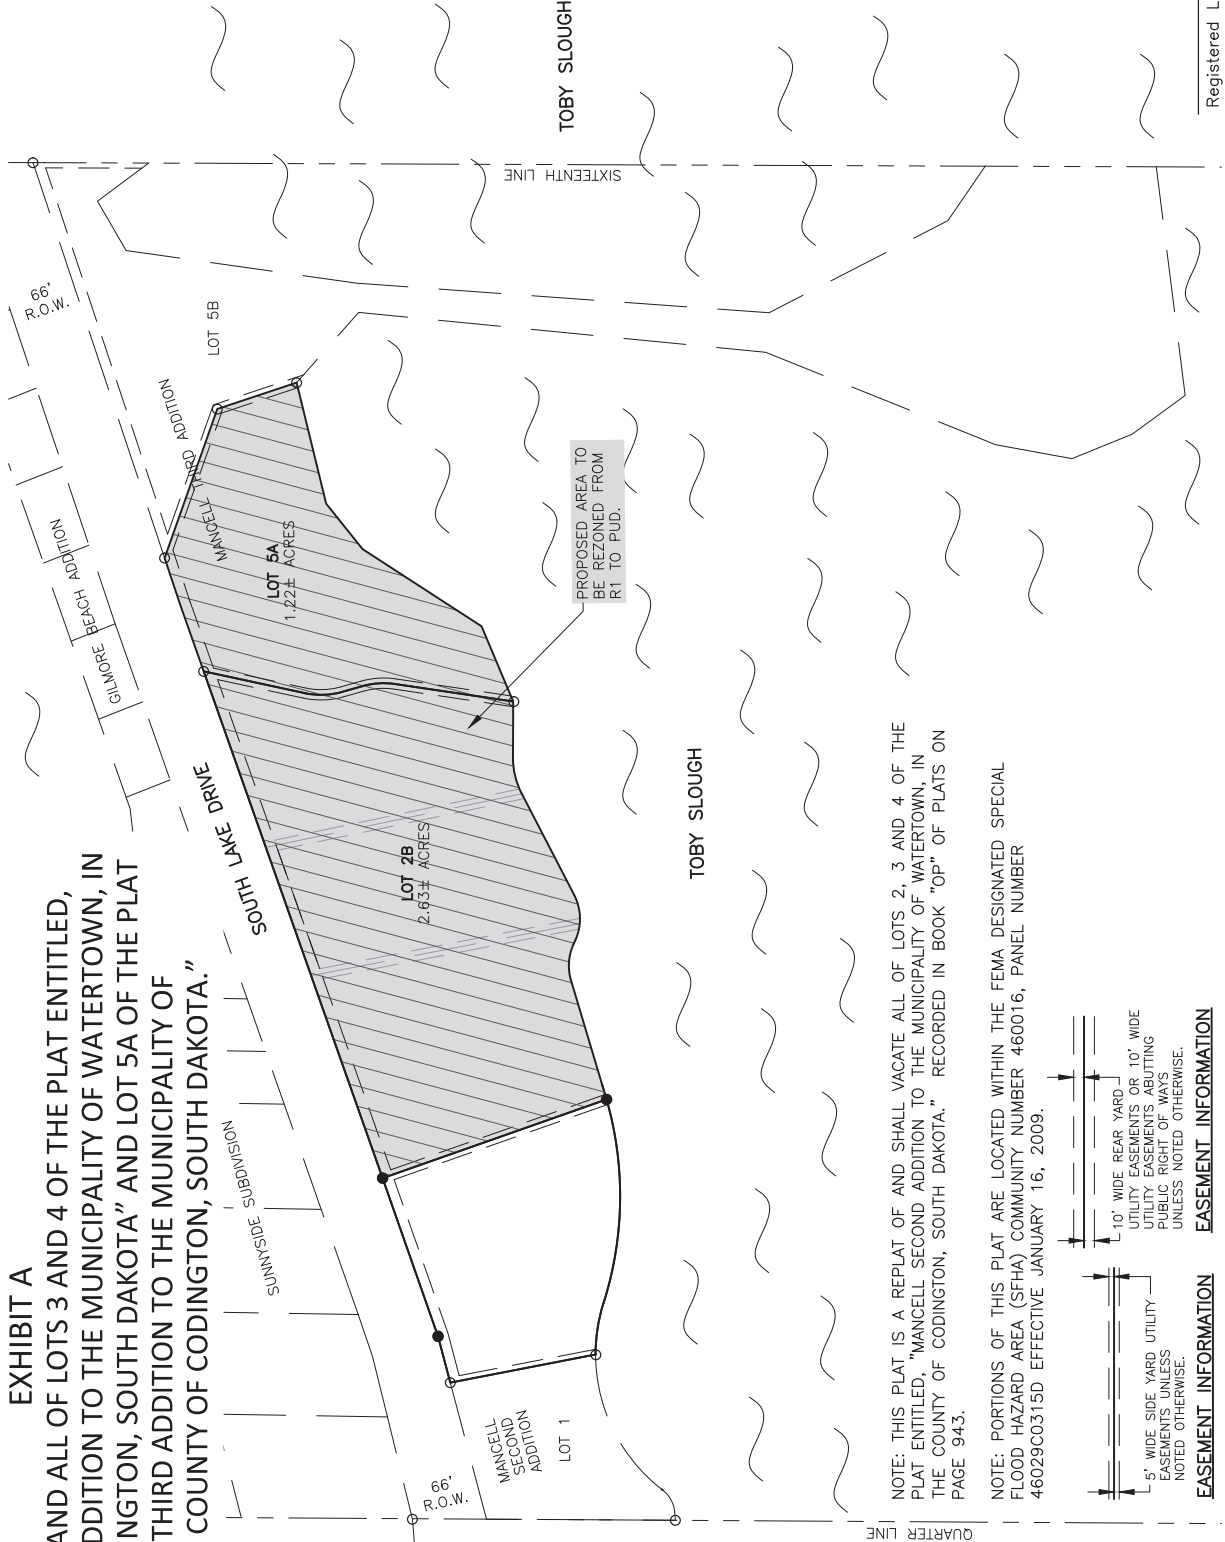 EXHIBIT A
AND ALL OF LOTS 3 AND 4 OF THE PLAT ENTITLED,
DDITION TO THE MUNICIPALITY OF WATERTOWN, IN
NGTON, SOUTH DAKOTA” AND LOT 5A OF THE PLAT
THIRD ADDITION TO THE MUNICIPALITY OF
COUNTY OF CODINGTON, SOUTH DAKOTA.”
66'
R.O.W.
GILMORE BEACH ADDITION
SOUTH LAKE DRIVE
SUNNYSIDE SUBDIVISION
MANCELL THIRD ADDITION
LOT 5B
LOT 5A
1.22± ACRES
LOT 2B
2.63± ACRES
PROPOSED AREA TO
BE REZONED FROM
R1 TO PUD.
TOBY SLOUGH
TOBY SLOUGH
SIXTEENTH LINE
66'
R.O.W.
MANCELL
SECOND
ADDITION
LOT 1
QUARTER LINE
NOTE: THIS PLAT IS A REPLAT OF AND SHALL VACATE ALL OF LOTS 2, 3 AND 4 OF THE
PLAT ENTITLED, "MANCELL SECOND ADDITION TO THE MUNICIPALITY OF WATERTOWN, IN
THE COUNTY OF CODINGTON, SOUTH DAKOTA." RECORDED IN BOOK "OP" OF PLATS ON
PAGE 943.
NOTE: PORTIONS OF THIS PLAT ARE LOCATED WITHIN THE FEMA DESIGNATED SPECIAL
FLOOD HAZARD AREA (SFHA) COMMUNITY NUMBER 460016, PANEL NUMBER
46029C0315D EFFECTIVE JANUARY 16, 2009.
5' WIDE SIDE YARD UTILITY
EASEMENTS UNLESS
NOTED OTHERWISE.
EASEMENT INFORMATION
10' WIDE REAR YARD
UTILITY EASEMENTS OR 10' WIDE
UTILITY EASEMENTS ABUTTING
PUBLIC RIGHT OF WAYS
UNLESS NOTED OTHERWISE.
EASEMENT INFORMATION
Registered L